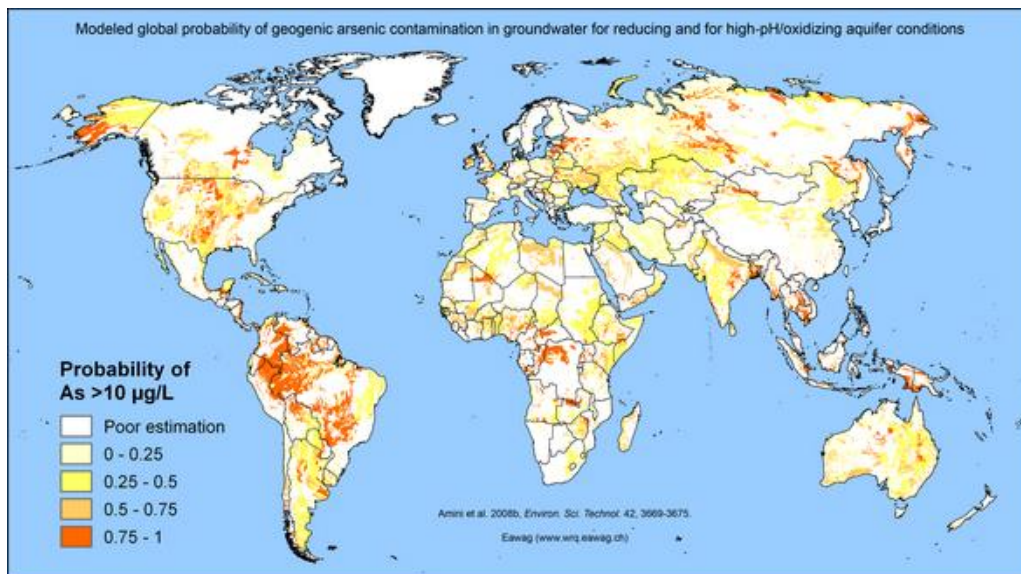 Modeled global probability of geogenic arsenic contamination in groundwater for reducing and for high-pH/oxidizing aquifer conditions
Probability of
As >10 µg/L
Poor estimation
0 - 0.25
0.25 - 0.5
0.5 - 0.75
0.75 - 1
Amini et al. 2008b, Environ. Sci. Technol. 42, 3669-3675.
Eawag (www.wrq.eawag.ch)